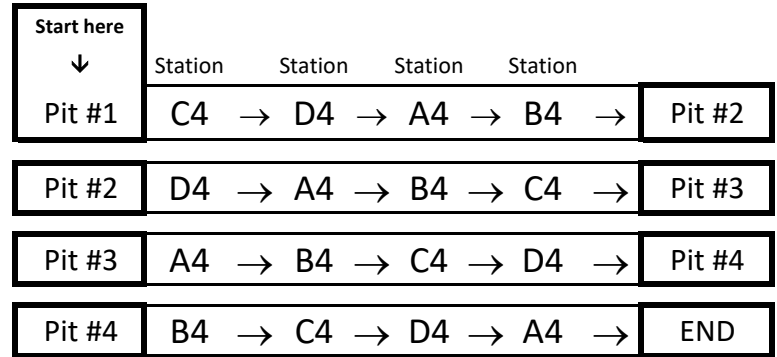 Start here
↓
Station Station Station Station
Pit #1 C4 → D4 → A4 → B4 → Pit #2
Pit #2 D4 → A4 → B4 → C4 → Pit #3
Pit #3 A4 → B4 → C4 → D4 → Pit #4
Pit #4 B4 → C4 → D4 → A4 → END